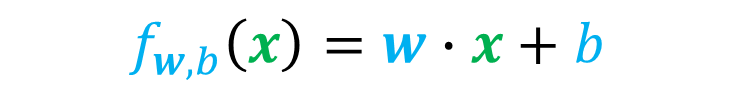 f_{w,b}(x) = w · x + b